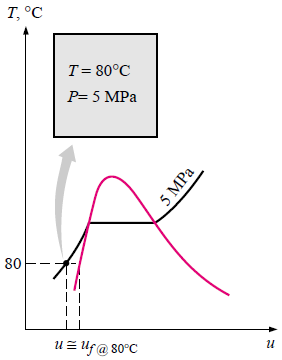 T, °C
T = 80°C
P= 5 MPa
5 MPa
80
u ≅ uf @ 80°C
u